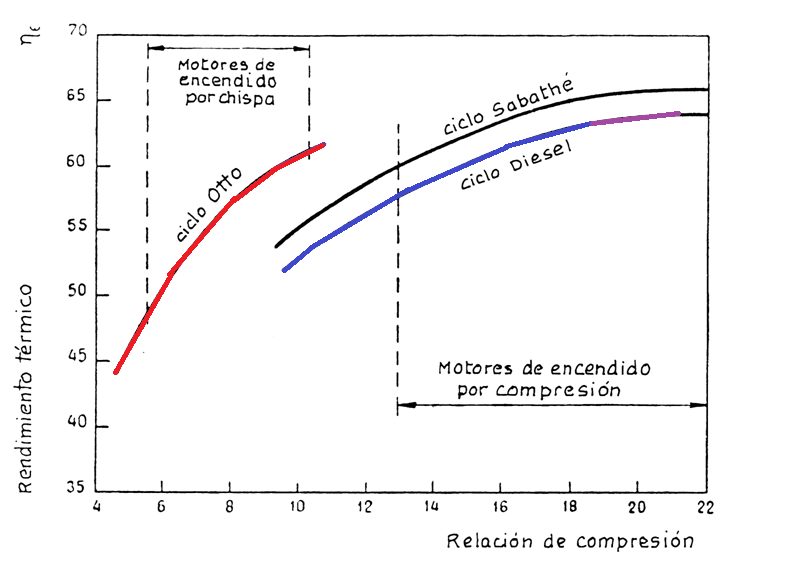 ηt
70
65
60
55
50
45
40
35
Rendimiento térmico
Motores de
encendido
por chispa
ciclo Otto
ciclo Sabathé
ciclo Diesel
Motores de encendido
por compresión
4 6 8 10 12 14 16 18 20 22
Relación de compresión